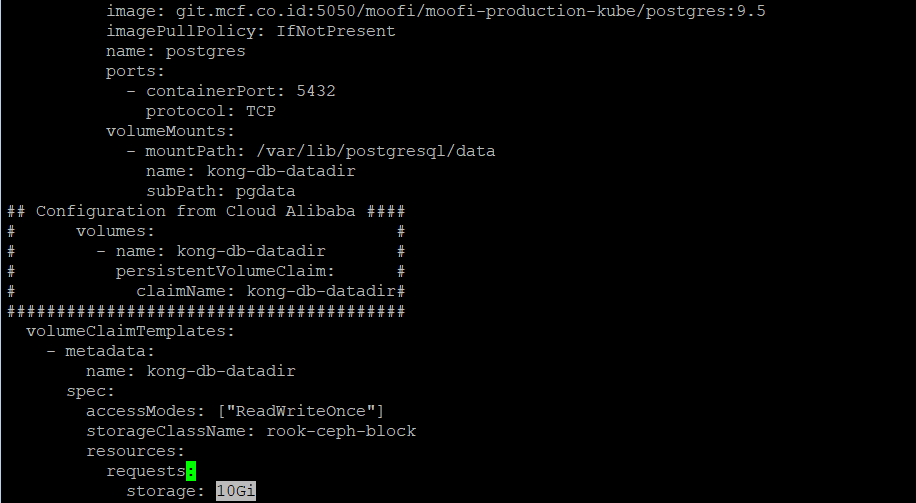 image: git.mcf.co.id:5050/moofi/moofi-production-kube/postgres:9.5
imagePullPolicy: IfNotPresent
name: postgres
ports:
- containerPort: 5432
protocol: TCP
volumeMounts:
- mountPath: /var/lib/postgresql/data
name: kong-db-datadir
subPath: pgdata
## Configuration from Cloud Alibaba ####
# volumes: #
# - name: kong-db-datadir #
# persistentVolumeClaim: #
# claimName: kong-db-datadir#
########################################
volumeClaimTemplates:
- metadata:
name: kong-db-datadir
spec:
accessModes: ["ReadWriteOnce"]
storageClassName: rook-ceph-block
resources:
requests:
storage: 10Gi